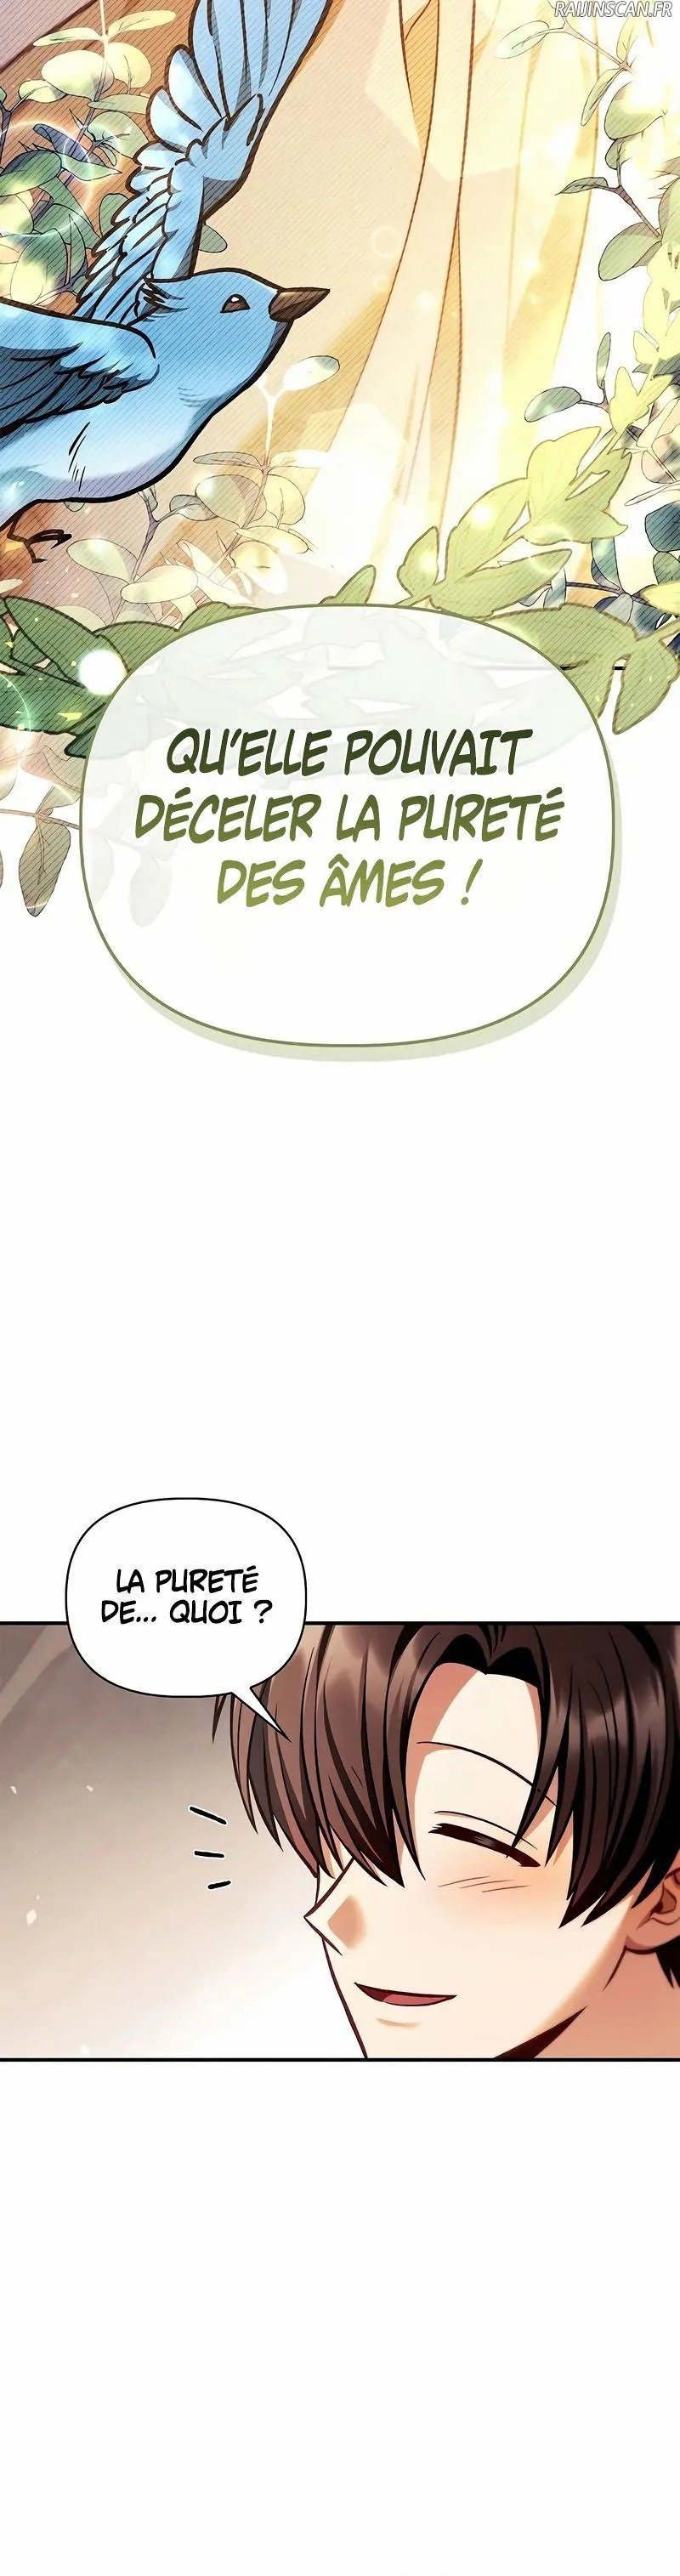 RAIJINSCAN.FR
QU'ELLE POUVAIT
DÉCELER LA PURETÉ
DES ÂMES !
LA PURETÉ
DE... QUOI ?